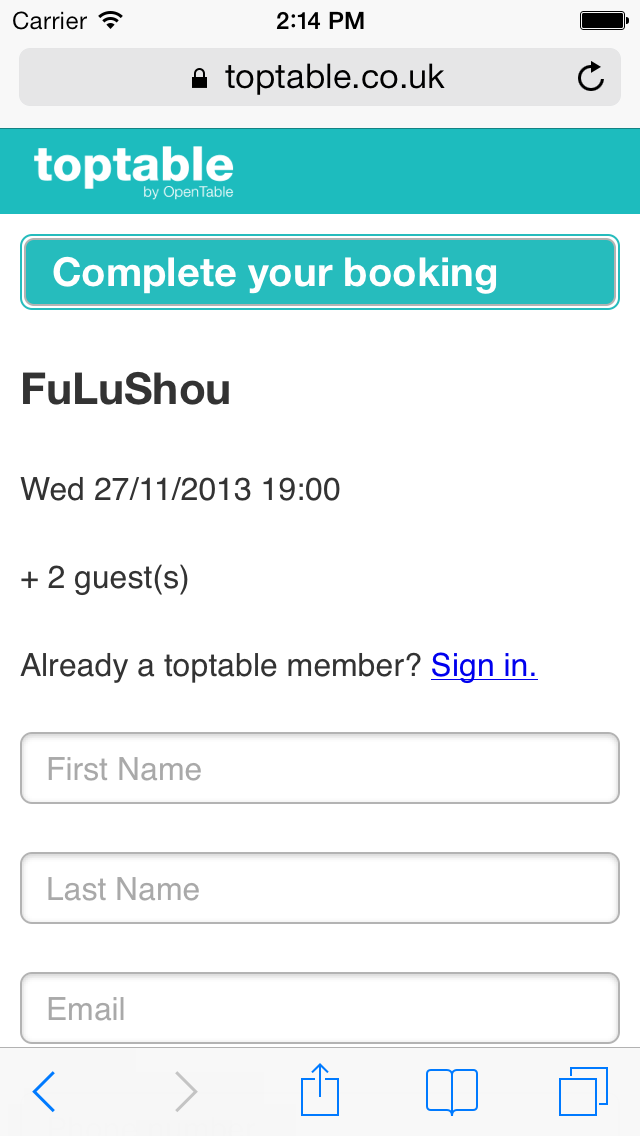 Carrier 2:14 PM
toptable.co.uk
toptable
by OpenTable
Complete your booking
FuLuShou
Wed 27/11/2013 19:00
+ 2 guest(s)
Already a toptable member? Sign in.
First Name
Last Name
Email